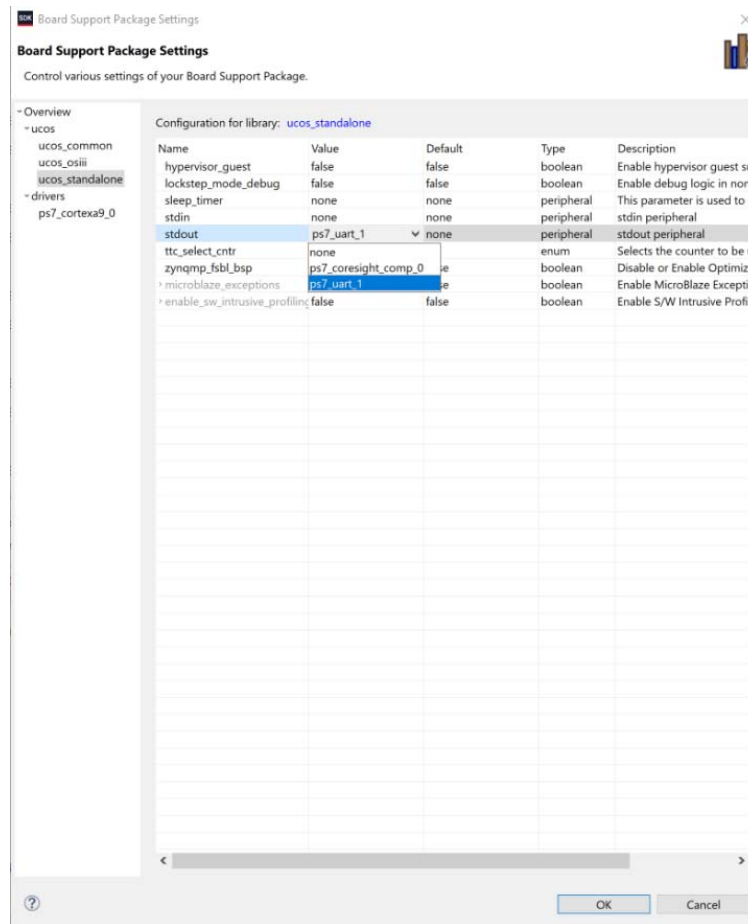 SDK Board Support Package Settings
Board Support Package Settings
Control various settings of your Board Support Package.
Overview
ucos
ucos_common
ucos_osiii
ucos_standalone
drivers
ps7_cortexa9_0
Configuration for library: ucos_standalone
Name Value Default Type Description
hypervisor_guest false false boolean Enable hypervisor guest
lockstep_mode_debug false false boolean Enable debug logic in
sleep_timer none none peripheral This parameter is used to
stdin none none peripheral stdin peripheral
stdout ps7_uart_1 none peripheral stdout peripheral
ttc_select_cntr none enum Selects the counter to be
zynqmp_fsbl_bsp ps7_coresight_comp_0 boolean Disable or Enable
microblaze_exceptions ps7_uart_1 boolean Enable MicroBlaze
enable_sw_intrusive_profiling false false boolean Enable S/W Intrusive
OK Cancel